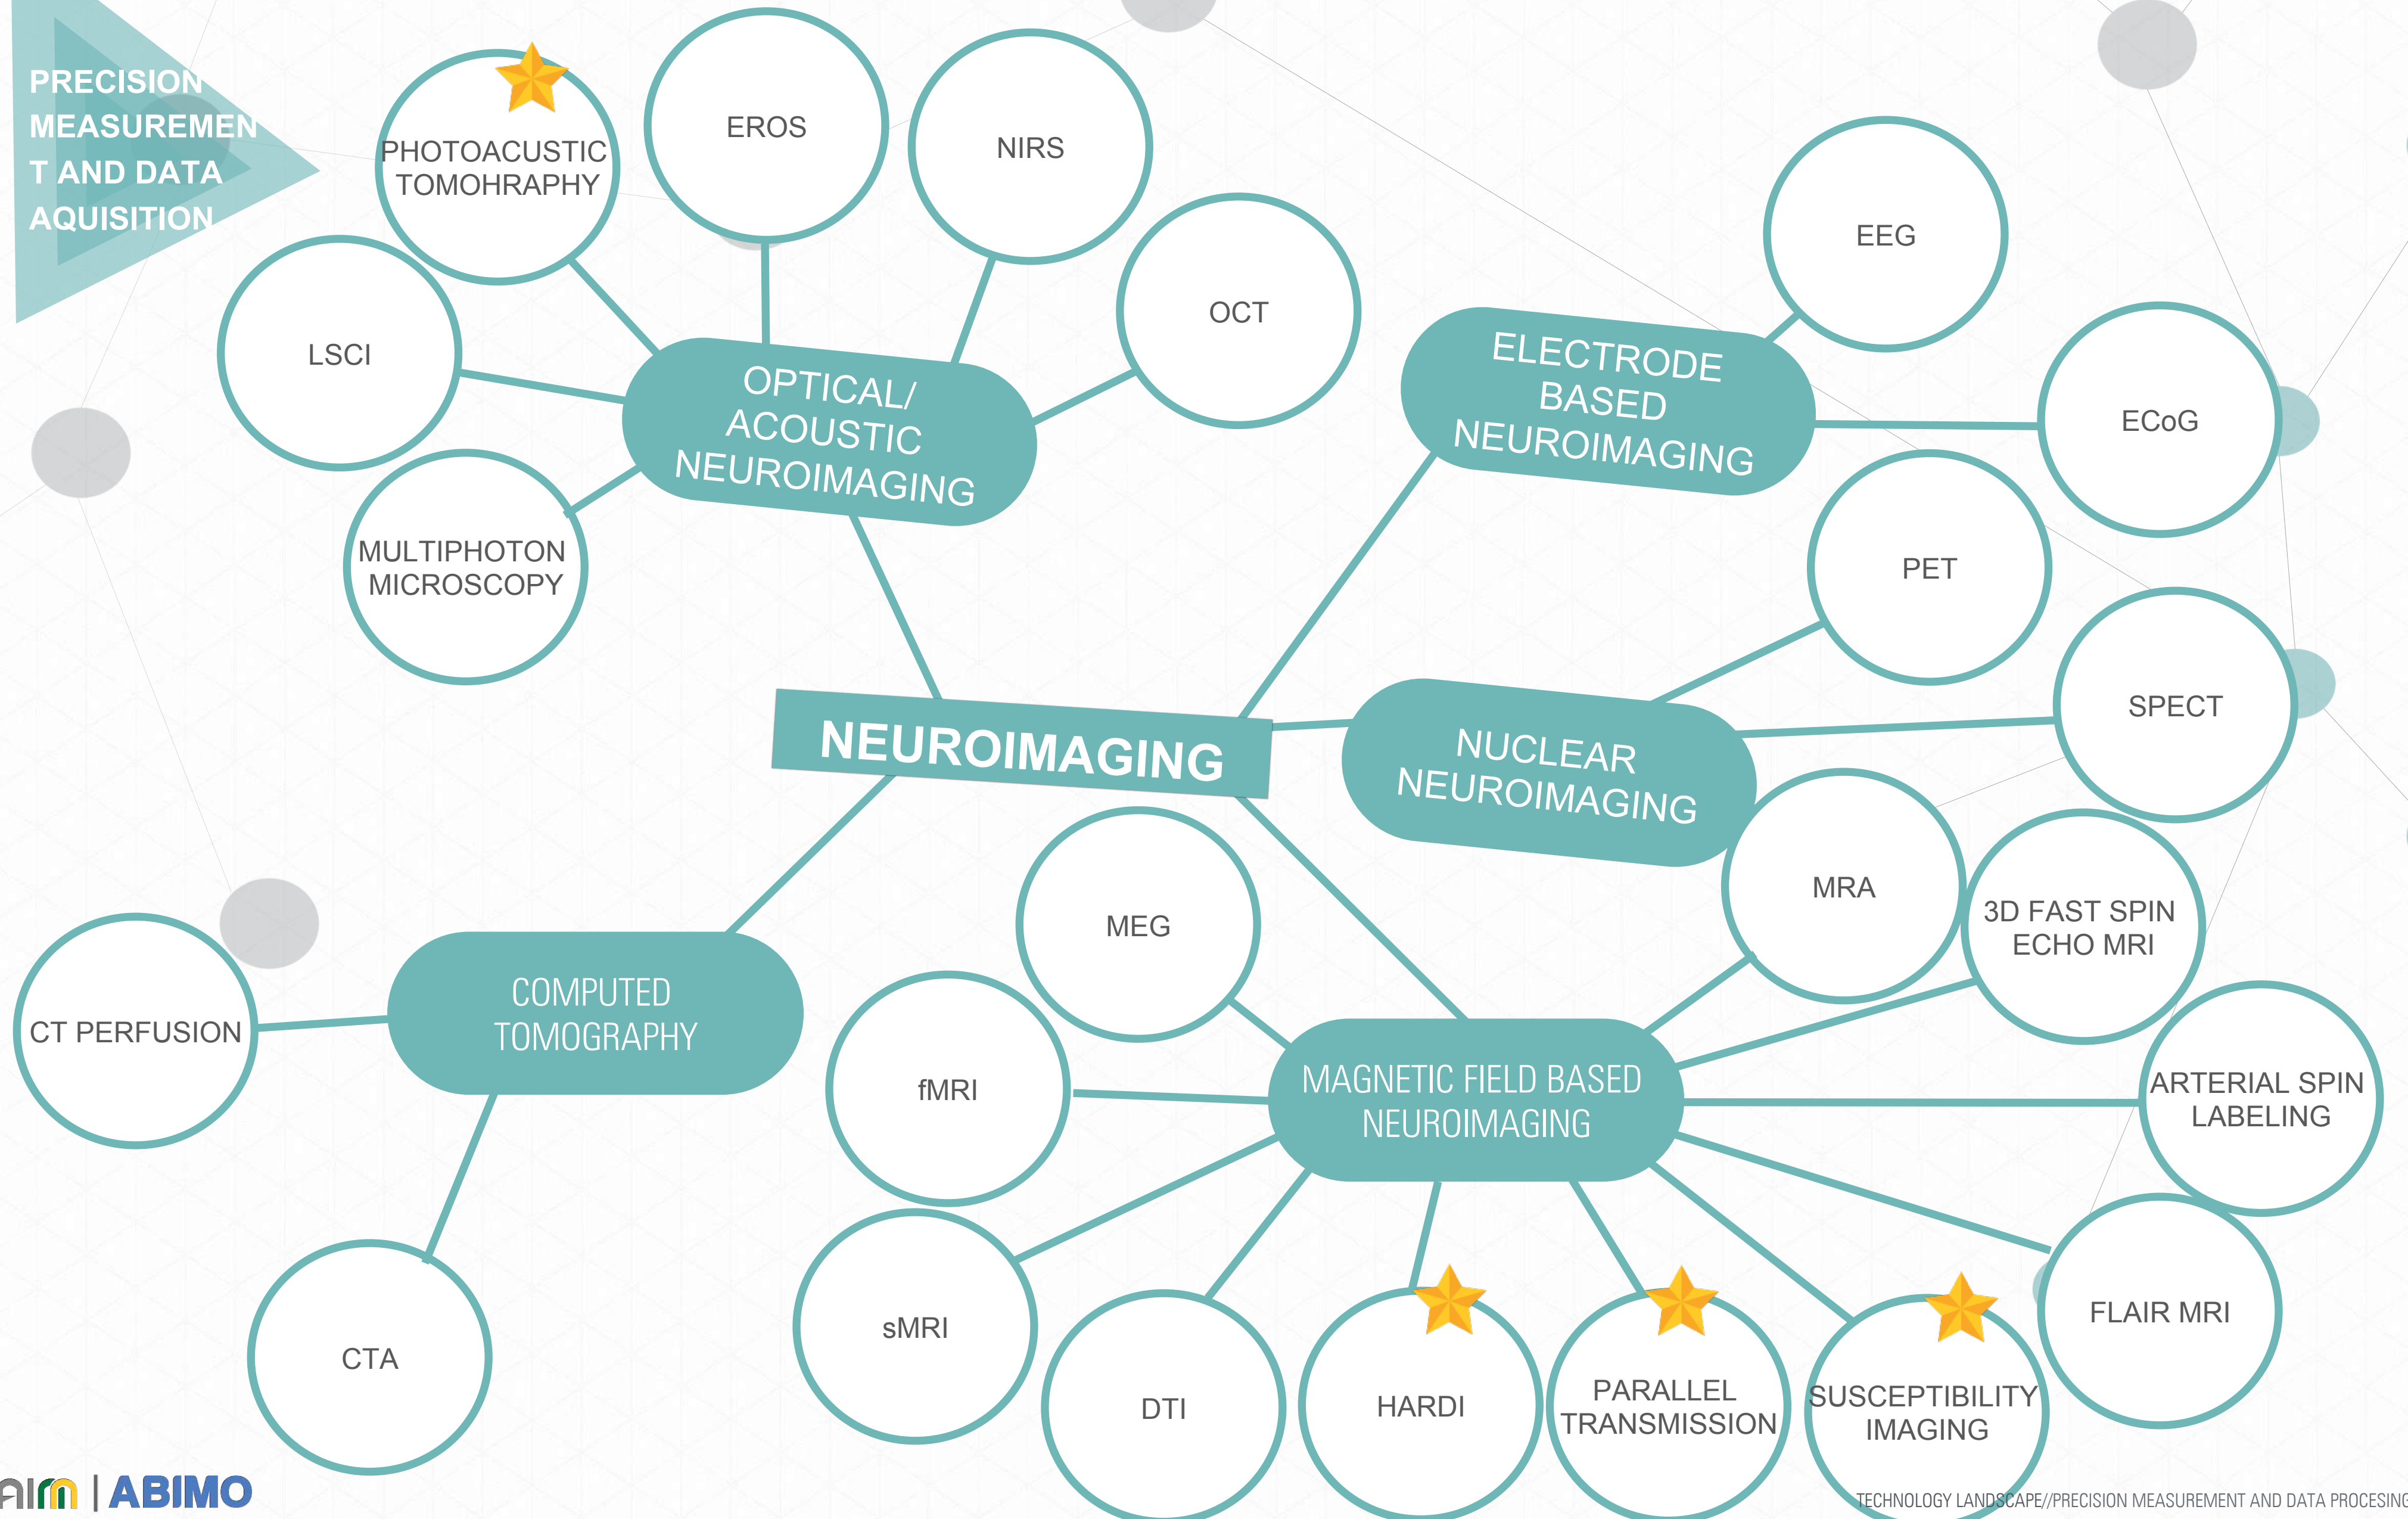 PRECISION
MEASUREMEN
T AND DATA
AQUISITION
PHOTOACUSTIC
TOMOHRAPHY
EROS
NIRS
OCT
LSCI
MULTIPHOTON
MICROSCOPY
OPTICAL/
ACOUSTIC
NEUROIMAGING
EEG
ECoG
ELECTRODE
BASED
NEUROIMAGING
PET
SPECT
NUCLEAR
NEUROIMAGING
NEUROIMAGING
COMPUTED
TOMOGRAPHY
CT PERFUSION
CTA
MAGNETIC FIELD BASED
NEUROIMAGING
MEG
fMRI
sMRI
DTI
HARDI
PARALLEL
TRANSMISSION
SUSCEPTIBILITY
IMAGING
FLAIR MRI
ARTERIAL SPIN
LABELING
3D FAST SPIN
ECHO MRI
MRA
ABIMO
TECHNOLOGY LANDSCAPE//PRECISION MEASUREMENT AND DATA PROCESING